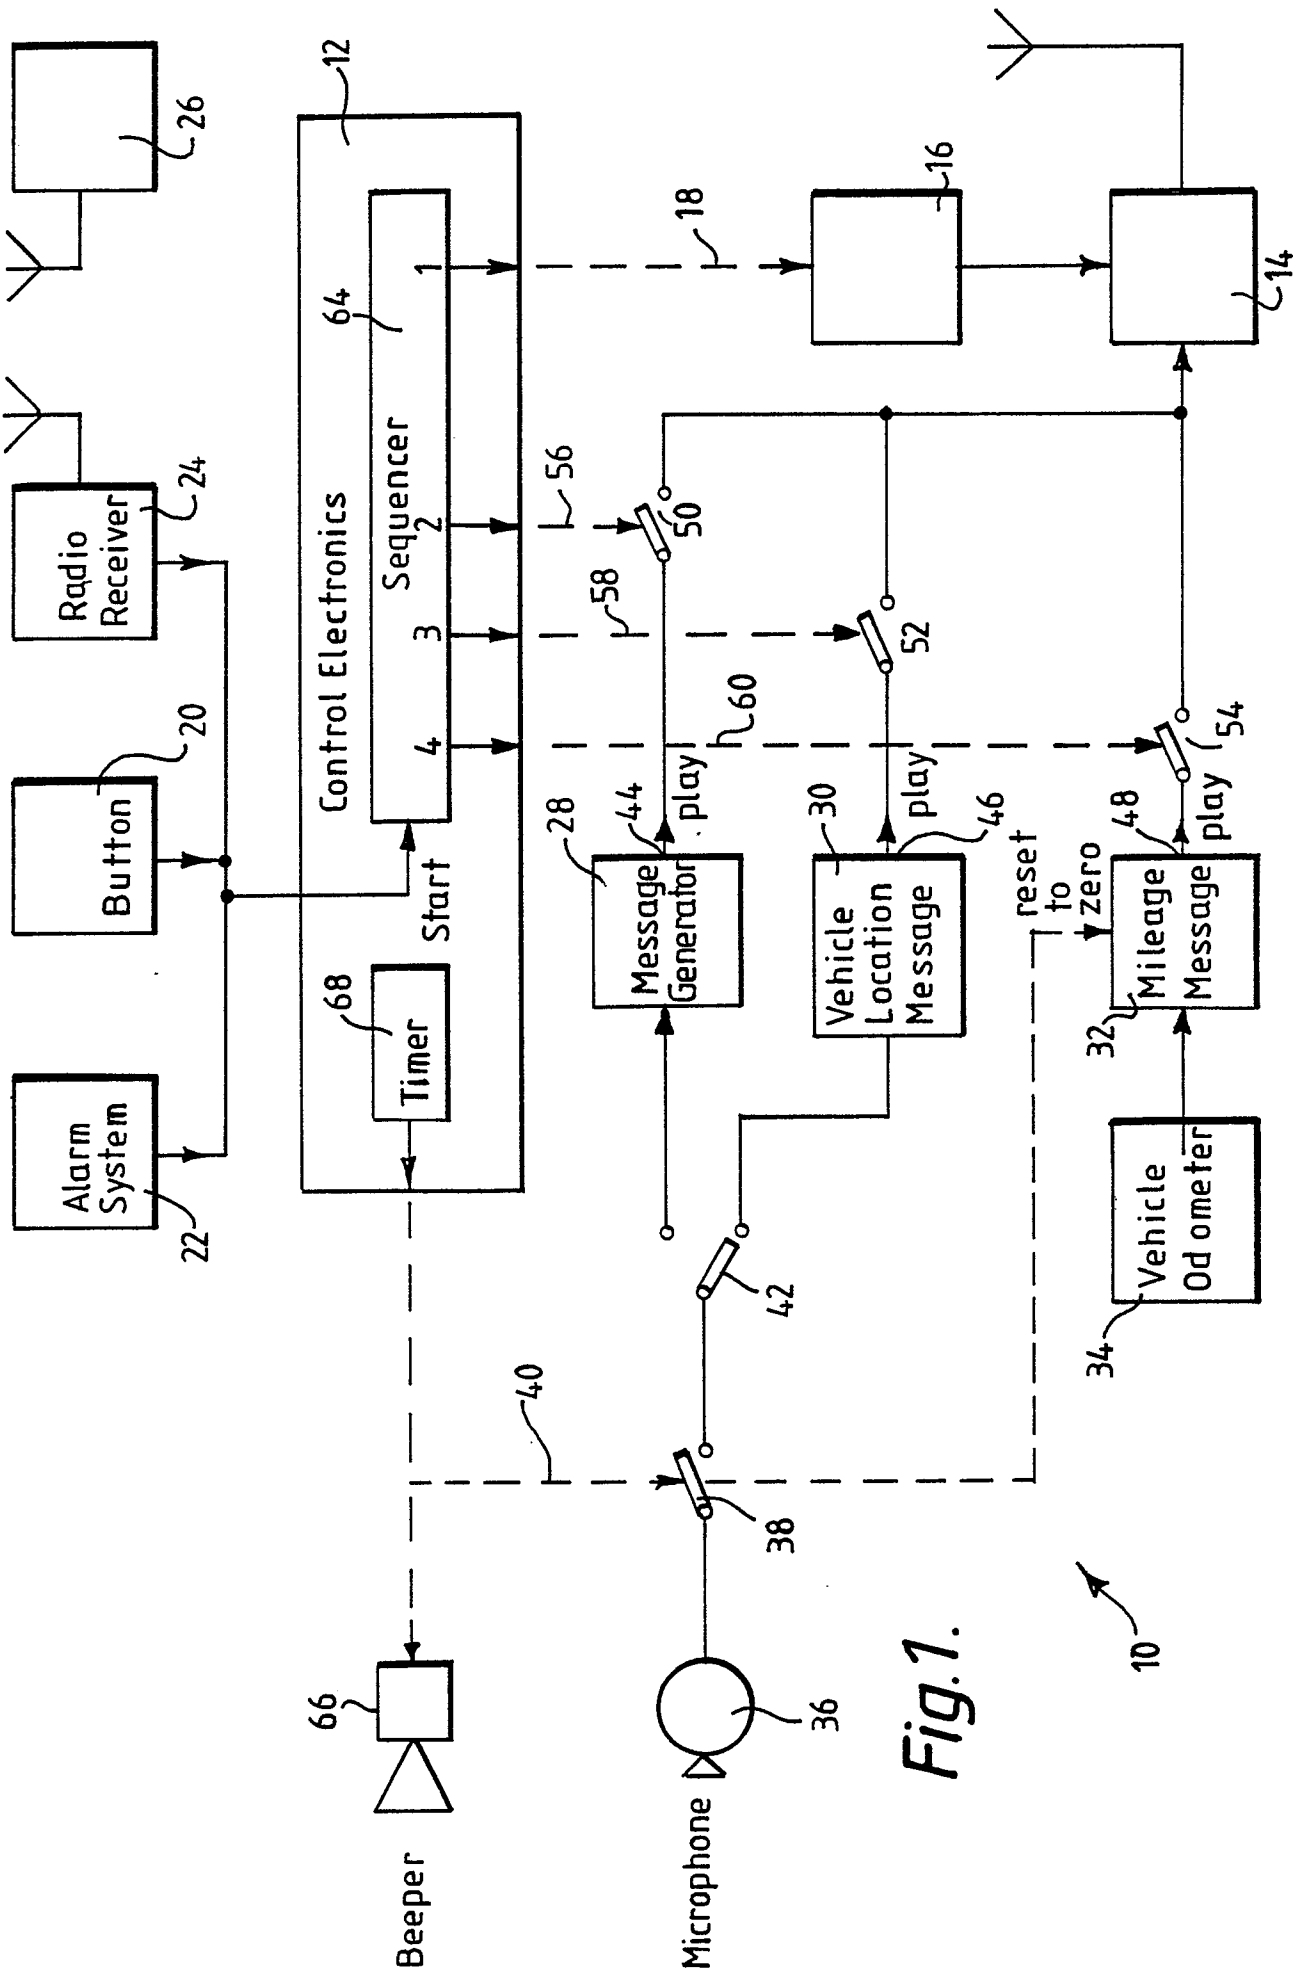 Alarm
System
22
Button
20
Radio
Receiver
24
26
Control Electronics
12
Timer
68
Start
Sequencer
64
4
3
2
1
Beeper
66
40
60
58
56
18
Microphone
36
38
42
Message
Generator
28
44
play
50
16
Vehicle
Location
Message
30
46
play
52
reset
to
zero
Vehicle
Odometer
34
Mileage
Message
32
48
play
54
14
10
Fig.1.